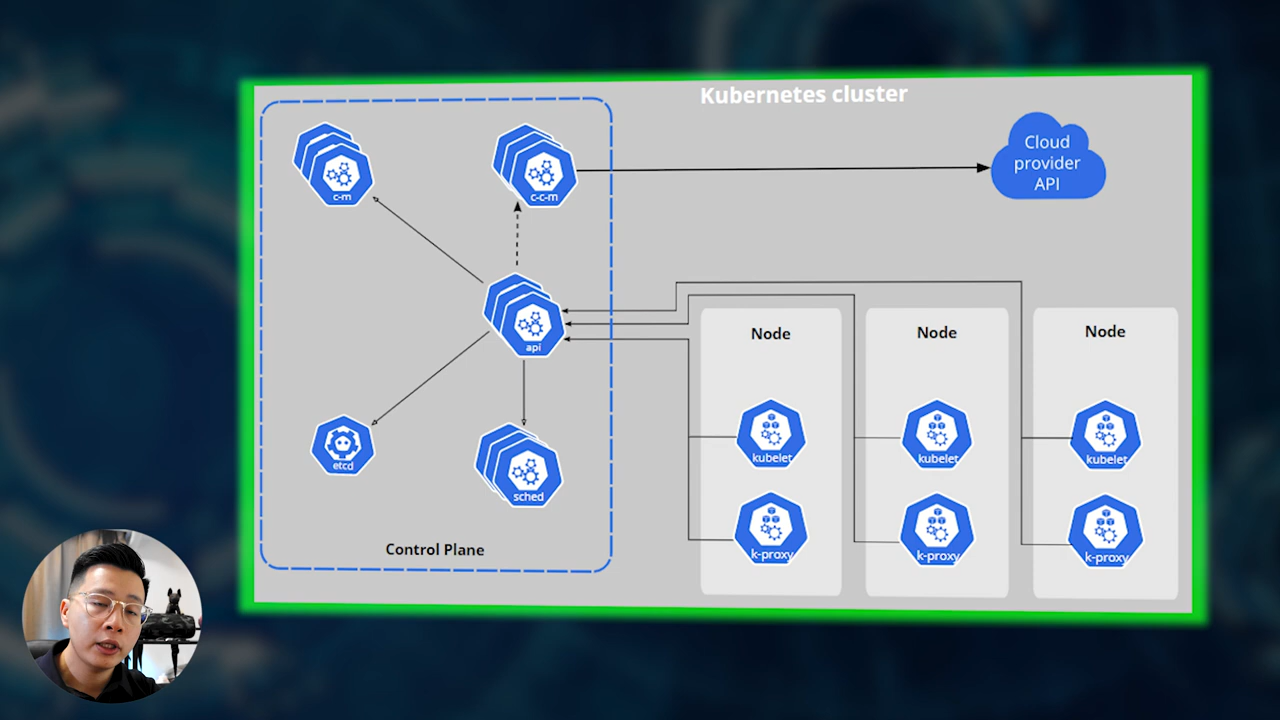 Kubernetes cluster
c-m
c-c-m
Cloud
provider
API
api
Node
Node
Node
etcd
sched
kubelet
kubelet
kubelet
k-proxy
k-proxy
k-proxy
Control Plane